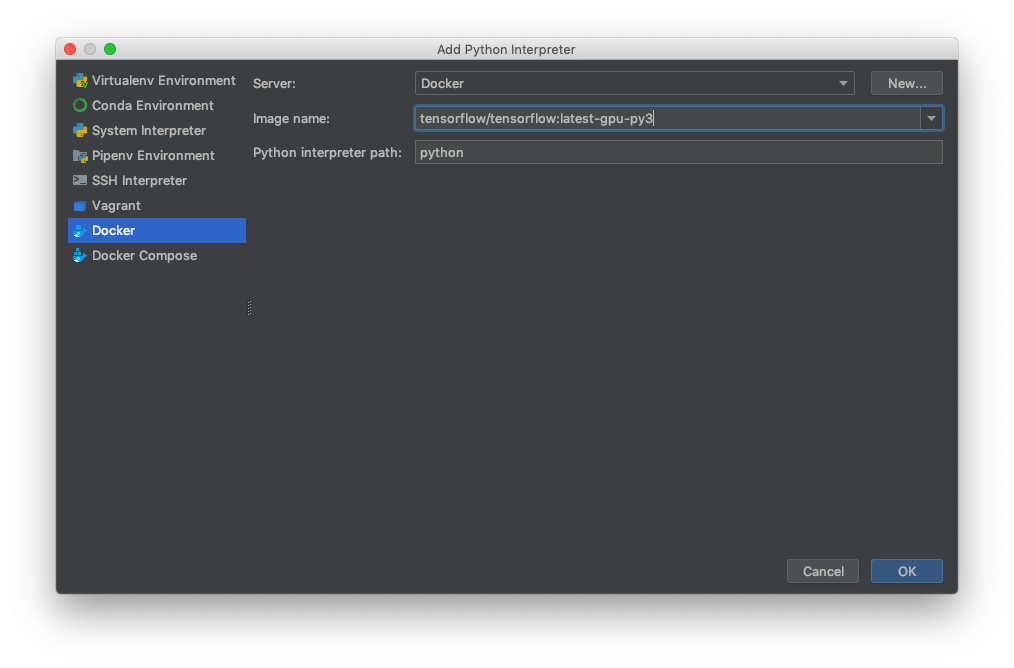 Add Python Interpreter
Virtualenv Environment
Conda Environment
System Interpreter
Pipenv Environment
SSH Interpreter
Vagrant
Docker
Docker Compose
Server: Docker New...
Image name: tensorflow/tensorflow:latest-gpu-py3
Python interpreter path: python
Cancel OK